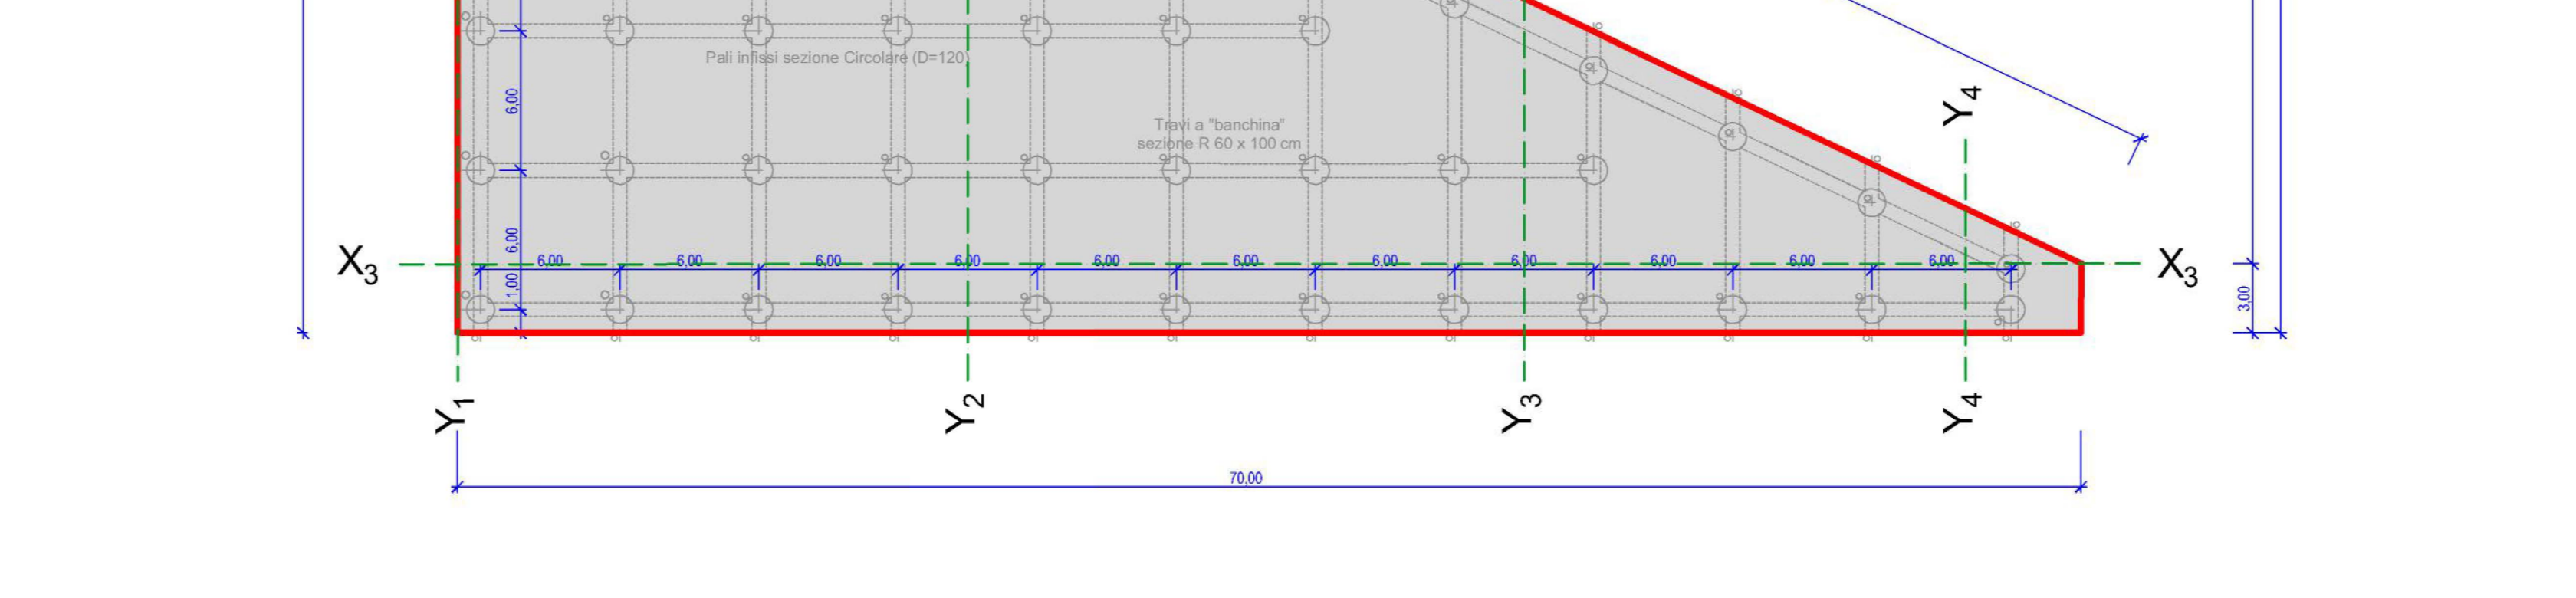 Pali infissi sezione Circolare (D=120)
6,00
Y4
Travi a "banchina"
sezione R 60 x 100 cm
6,00
X3
6,00 6,00 6,00 6,00 6,00 6,00 6,00 6,00 6,00 6,00 6,00
X3
1,00
3,00
Y1 Y2 Y3 Y4
70,00